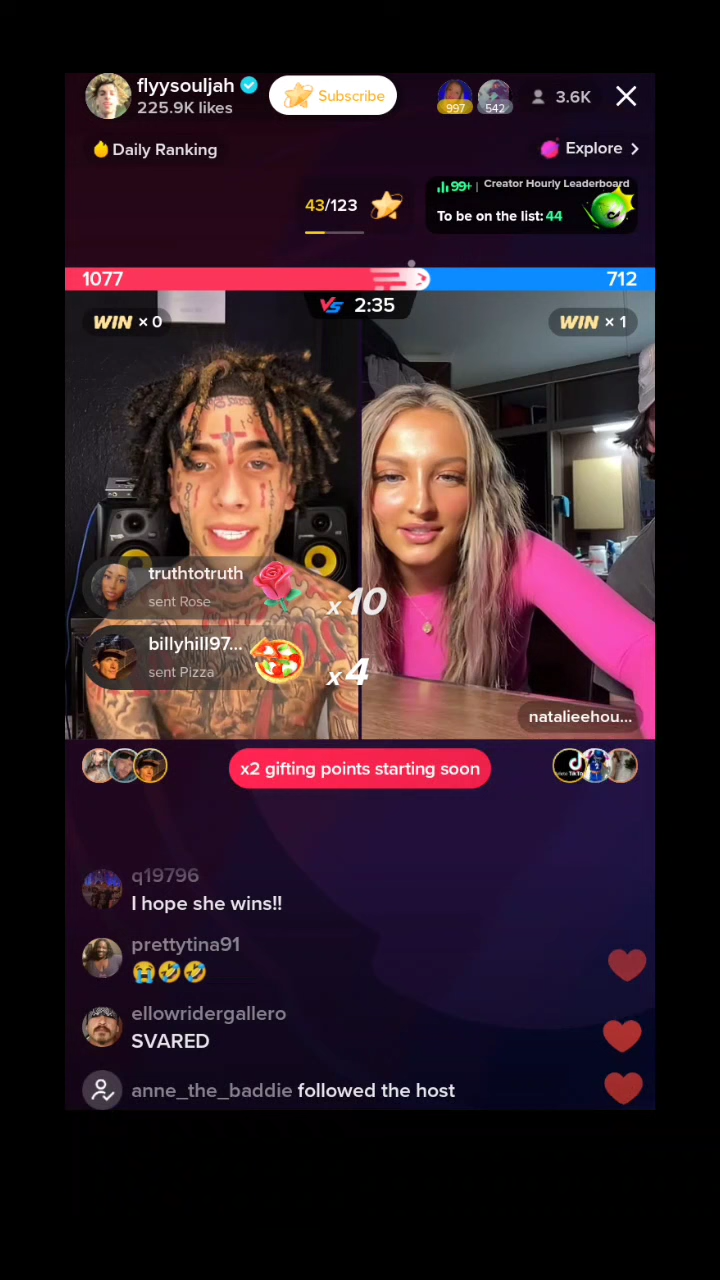 flyysouljah
225.9K likes
Subscribe
997
542
3.6K
Daily Ranking
Explore
43/123
99+ | Creator Hourly Leaderboard
To be on the list: 44
1077
712
VS 2:35
WIN × 0
WIN × 1
truthtotruth
sent Rose
x10
billyhill97...
sent Pizza
x4
natalieehou...
x2 gifting points starting soon
q19796
I hope she wins!!
prettytina91
😭🤣🤣
ellowridergallero
SVARED
anne_the_baddie followed the host